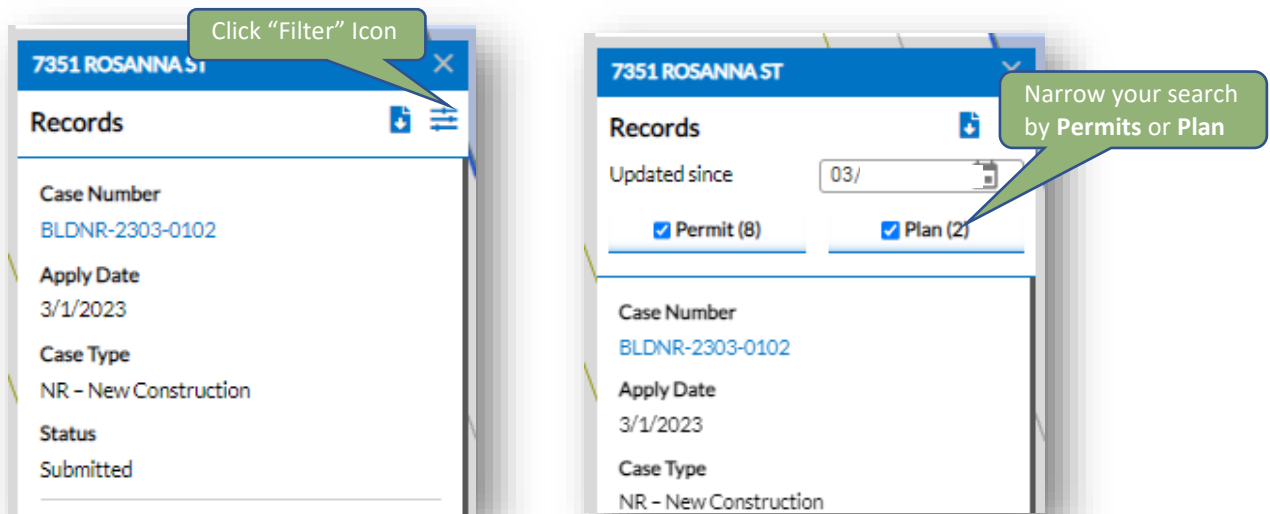 Click “Filter” Icon
7351 ROSANNA ST
Records
Case Number
BLDNR-2303-0102
Apply Date
3/1/2023
Case Type
NR – New Construction
Status
Submitted
7351 ROSANNA ST
Narrow your search
by Permits or Plan
Records
Updated since
03/
Permit (8)
Plan (2)
Case Number
BLDNR-2303-0102
Apply Date
3/1/2023
Case Type
NR – New Construction